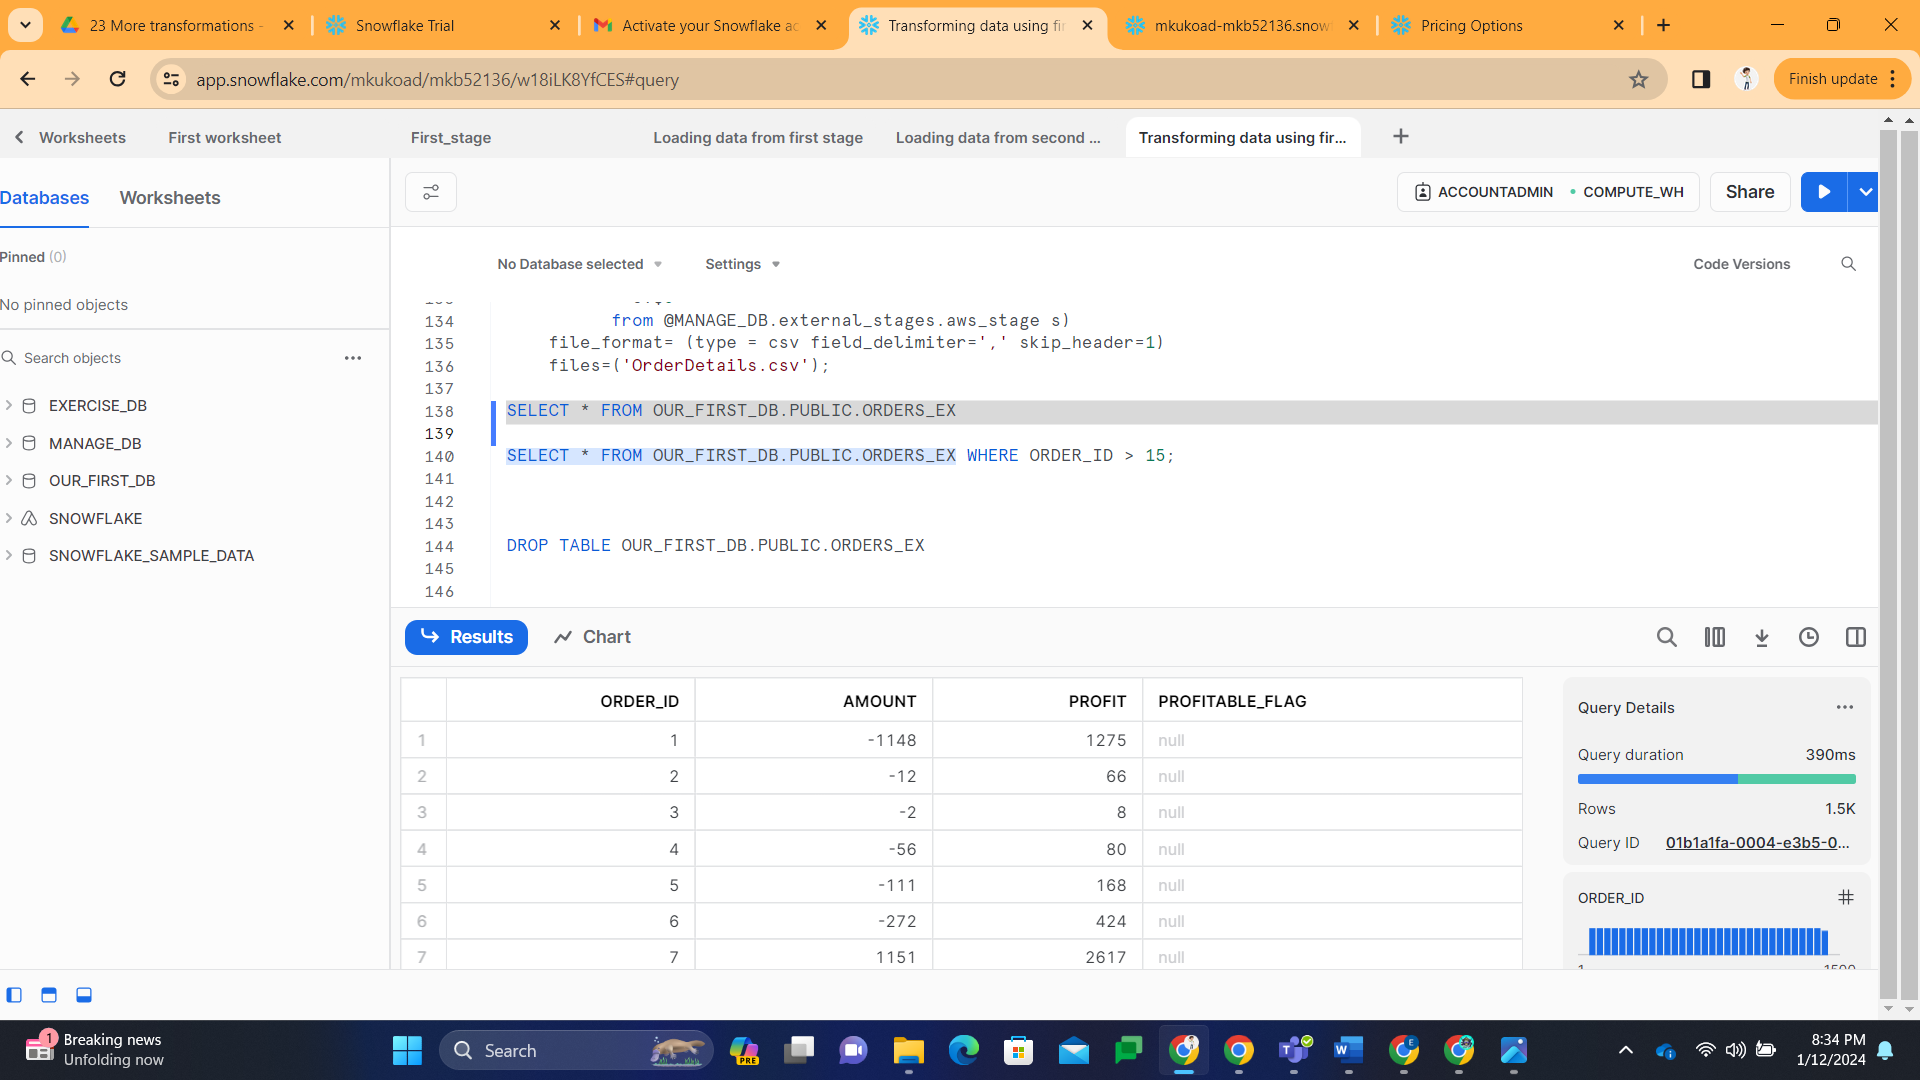 23 More transformations -
Snowflake Trial
Activate your Snowflake ac
Transforming data using fir
mkukoad-mkb52136.snowf
Pricing Options
app.snowflake.com/mkukoad/mkb52136/w18iLK8YfCES#query
Finish update
Worksheets
First worksheet
First_stage
Loading data from first stage
Loading data from second ...
Transforming data using fir...
Databases
Worksheets
ACCOUNTADMIN
COMPUTE_WH
Share
Pinned (0)
No Database selected
Settings
Code Versions
No pinned objects
Search objects
EXERCISE_DB
MANAGE_DB
OUR_FIRST_DB
SNOWFLAKE
SNOWFLAKE_SAMPLE_DATA
134 from @MANAGE_DB.external_stages.aws_stage s)
135 file_format= (type = csv field_delimiter=',' skip_header=1)
136 files=('OrderDetails.csv');
137
138 SELECT * FROM OUR_FIRST_DB.PUBLIC.ORDERS_EX
139
140 SELECT * FROM OUR_FIRST_DB.PUBLIC.ORDERS_EX WHERE ORDER_ID > 15;
141
142
143
144 DROP TABLE OUR_FIRST_DB.PUBLIC.ORDERS_EX
145
146
Results
Chart
ORDER_ID AMOUNT PROFIT PROFITABLE_FLAG
1 1 -1148 1275 null
2 2 -12 66 null
3 3 -2 8 null
4 4 -56 80 null
5 5 -111 168 null
6 6 -272 424 null
7 7 1151 2617 null
Query Details
Query duration 390ms
Rows 1.5K
Query ID 01b1a1fa-0004-e3b5-0...
ORDER_ID
1 1500
1
Breaking news
Unfolding now
Search
PRE
W
E
8:34 PM
1/12/2024